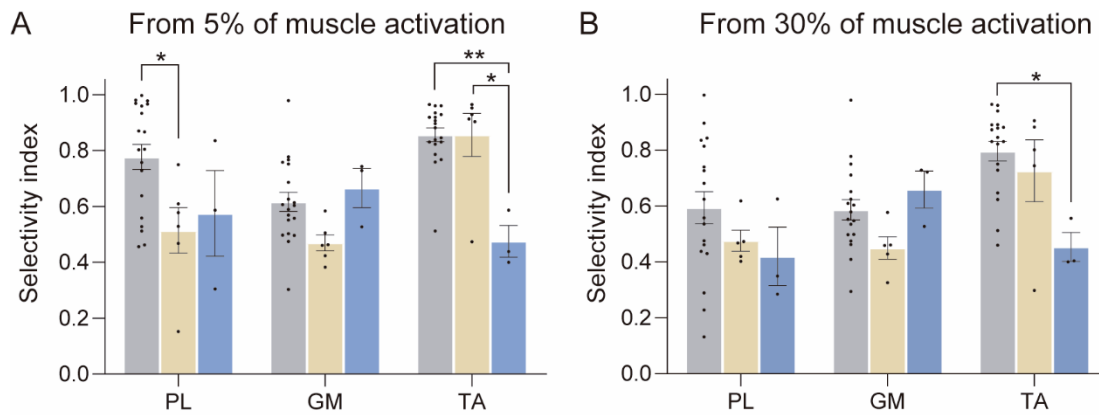 A From 5% of muscle activation
Selectivity index
1.0
0.8
0.6
0.4
0.2
0.0
*
**
*
PL GM TA
B From 30% of muscle activation
Selectivity index
1.0
0.8
0.6
0.4
0.2
0.0
*
PL GM TA